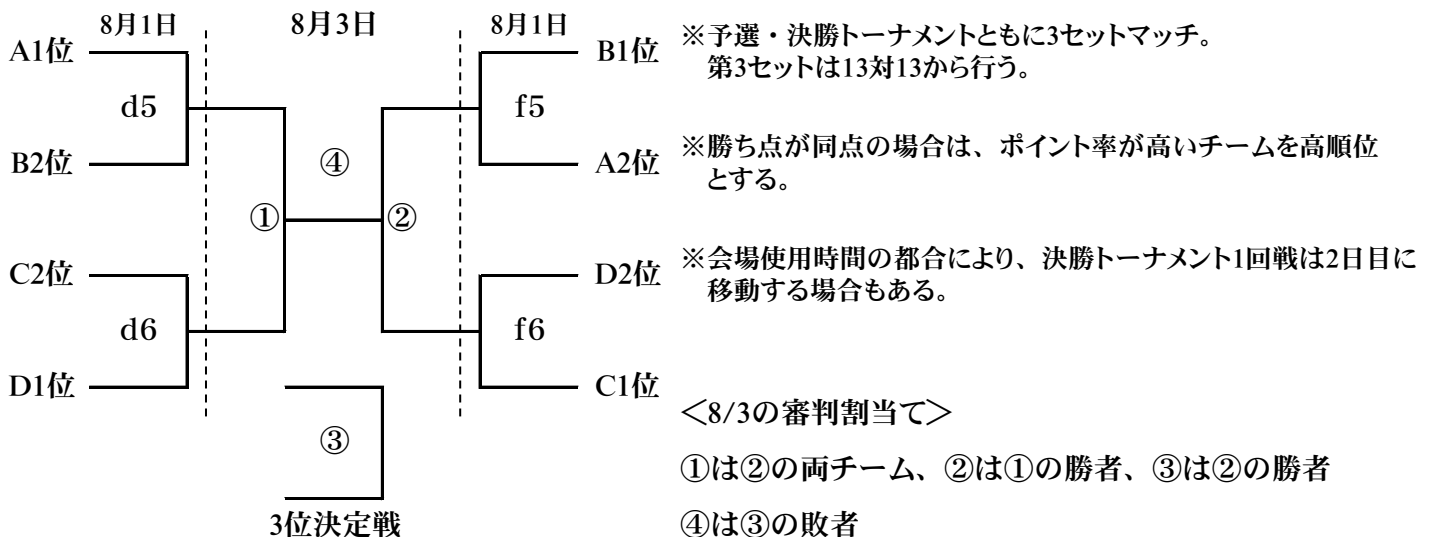 8月1日
8月3日
8月1日
A1位
d5
B2位
C2位
d6
D1位
①
④
②
③
3位決定戦
B1位
f5
A2位
D2位
f6
C1位
※予選・決勝トーナメントともに3セットマッチ。
第3セットは13対13から行う。
※勝ち点が同点の場合は、ポイント率が高いチームを高順位
とする。
※会場使用時間の都合により、決勝トーナメント1回戦は2日目に
移動する場合もある。
＜8/3の審判割当て＞
①は②の両チーム、②は①の勝者、③は②の勝者
④は③の敗者